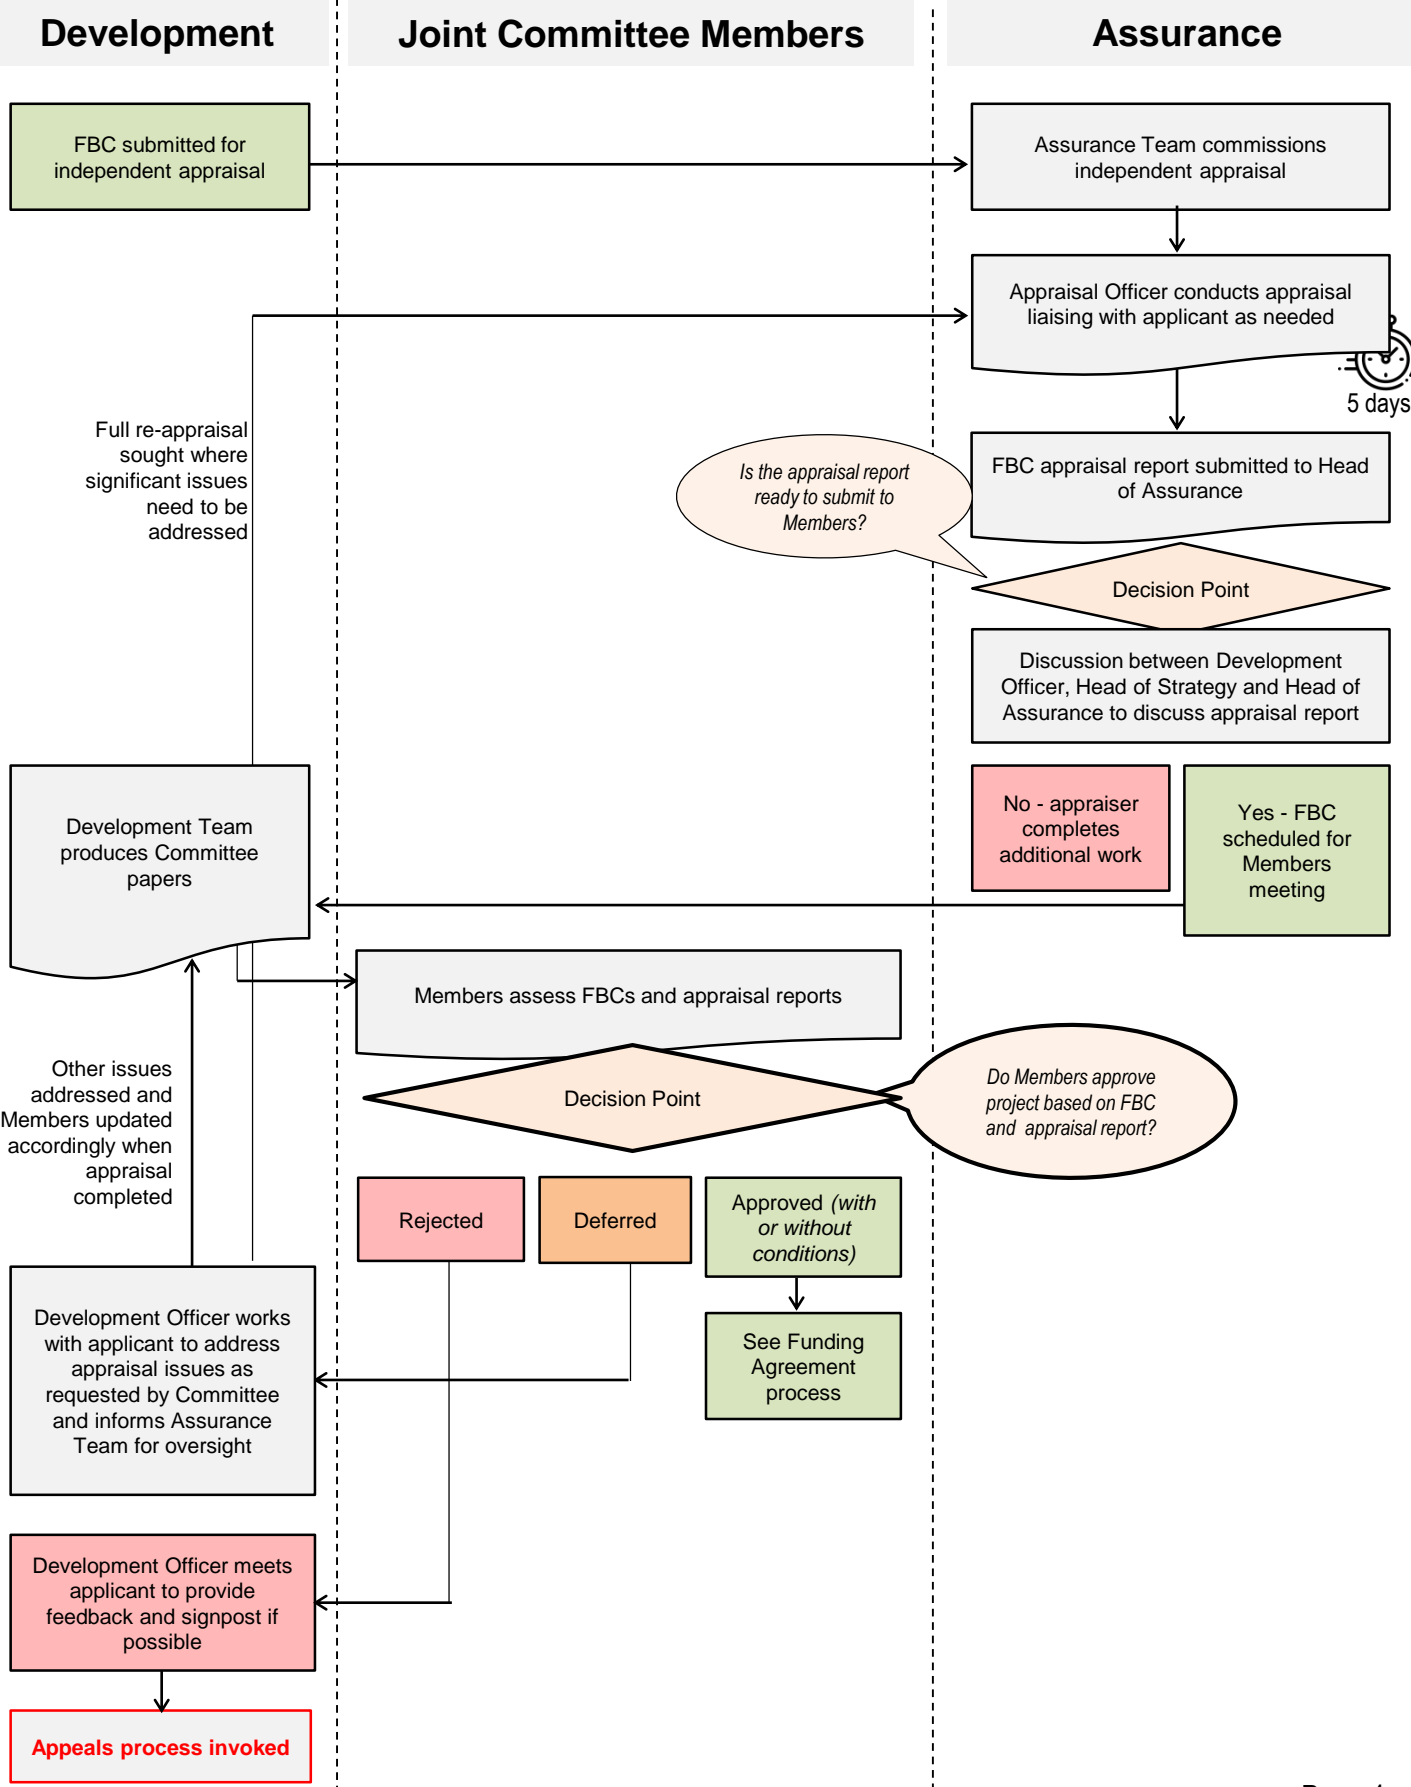 Development
Joint Committee Members
Assurance
FBC submitted for
independent appraisal
Assurance Team commissions
independent appraisal
Appraisal Officer conducts appraisal
liaising with applicant as needed
5 days
Full re-appraisal
sought where
significant issues
need to be
addressed
Is the appraisal report
ready to submit to
Members?
FBC appraisal report submitted to Head
of Assurance
Decision Point
Discussion between Development
Officer, Head of Strategy and Head of
Assurance to discuss appraisal report
No - appraiser
completes
additional work
Yes - FBC
scheduled for
Members
meeting
Development Team
produces Committee
papers
Members assess FBCs and appraisal reports
Decision Point
Do Members approve
project based on FBC
and appraisal report?
Other issues
addressed and
Members updated
accordingly when
appraisal
completed
Rejected
Deferred
Approved (with
or without
conditions)
See Funding
Agreement
process
Development Officer works
with applicant to address
appraisal issues as
requested by Committee
and informs Assurance
Team for oversight
Development Officer meets
applicant to provide
feedback and signpost if
possible
Appeals process invoked